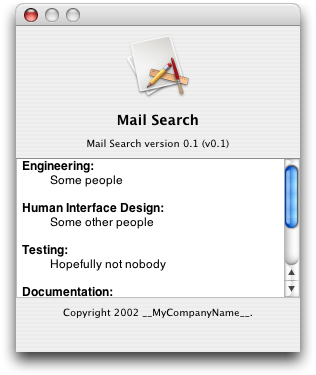 Mail Search
Mail Search version 0.1 (v0.1)
Engineering:
Some people
Human Interface Design:
Some other people
Testing:
Hopefully not nobody
Documentation:
Copyright 2002 __MyCompanyName__.